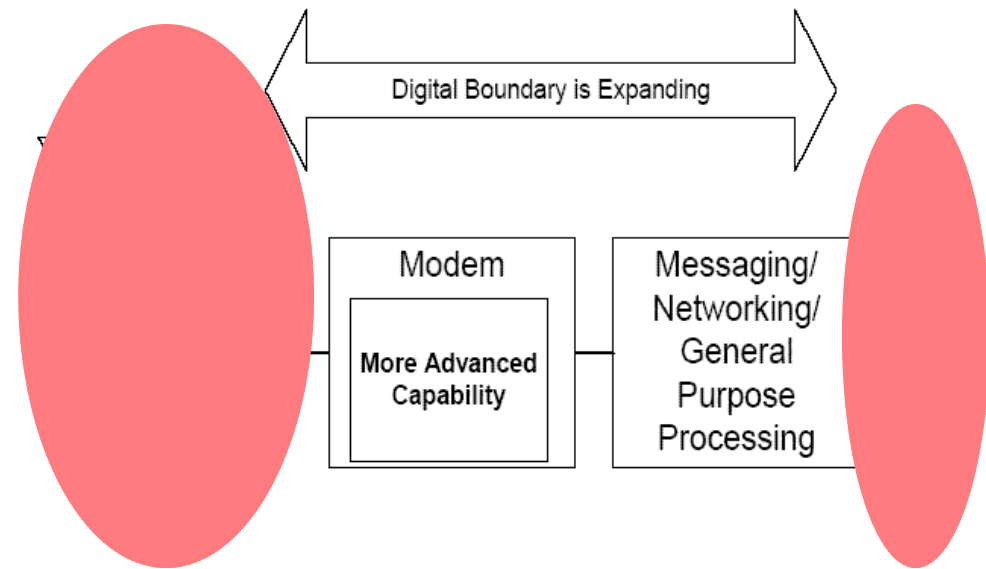 Digital Boundary is Expanding
Modem
More Advanced
Capability
Messaging/
Networking/
General
Purpose
Processing